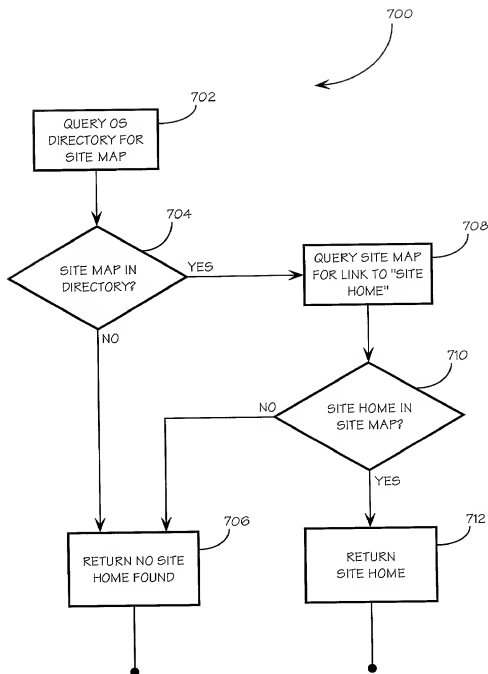 700
702
QUERY OS
DIRECTORY FOR
SITE MAP
704
SITE MAP IN
DIRECTORY?
YES
NO
708
QUERY SITE MAP
FOR LINK TO "SITE
HOME"
710
SITE HOME IN
SITE MAP?
NO
YES
706
RETURN NO SITE
HOME FOUND
712
RETURN
SITE HOME